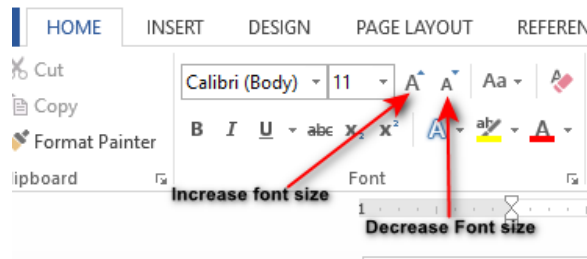 HOME INSERT DESIGN PAGE LAYOUT REFEREN
Cut
Calibri (Body) 11 A A Aa
Copy
B I U abc X₂ X² A ab A
Format Painter
ipboard Font
Increase font size
1
Decrease Font size